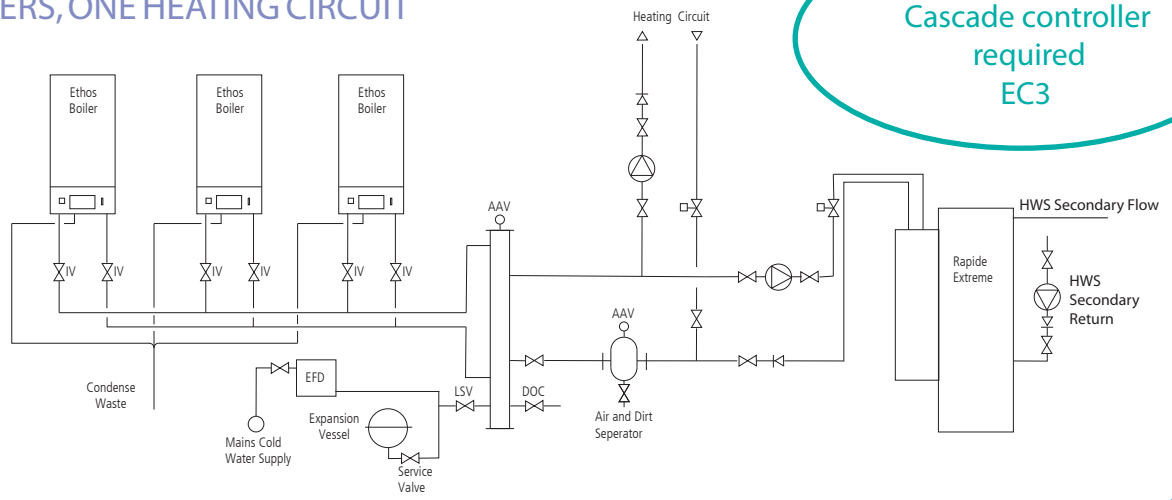 ERS, ONE HEATING CIRCUIT
Cascade controller
required
EC3
Heating Circuit
Ethos
Boiler
Ethos
Boiler
Ethos
Boiler
AAV
HWS Secondary Flow
IV
IV
IV
IV
IV
IV
Rapide
Extreme
HWS
Secondary
Return
AAV
EFD
LSV
DOC
Condense
Waste
Expansion
Vessel
Air and Dirt
Seperator
Mains Cold
Water Supply
Service
Valve